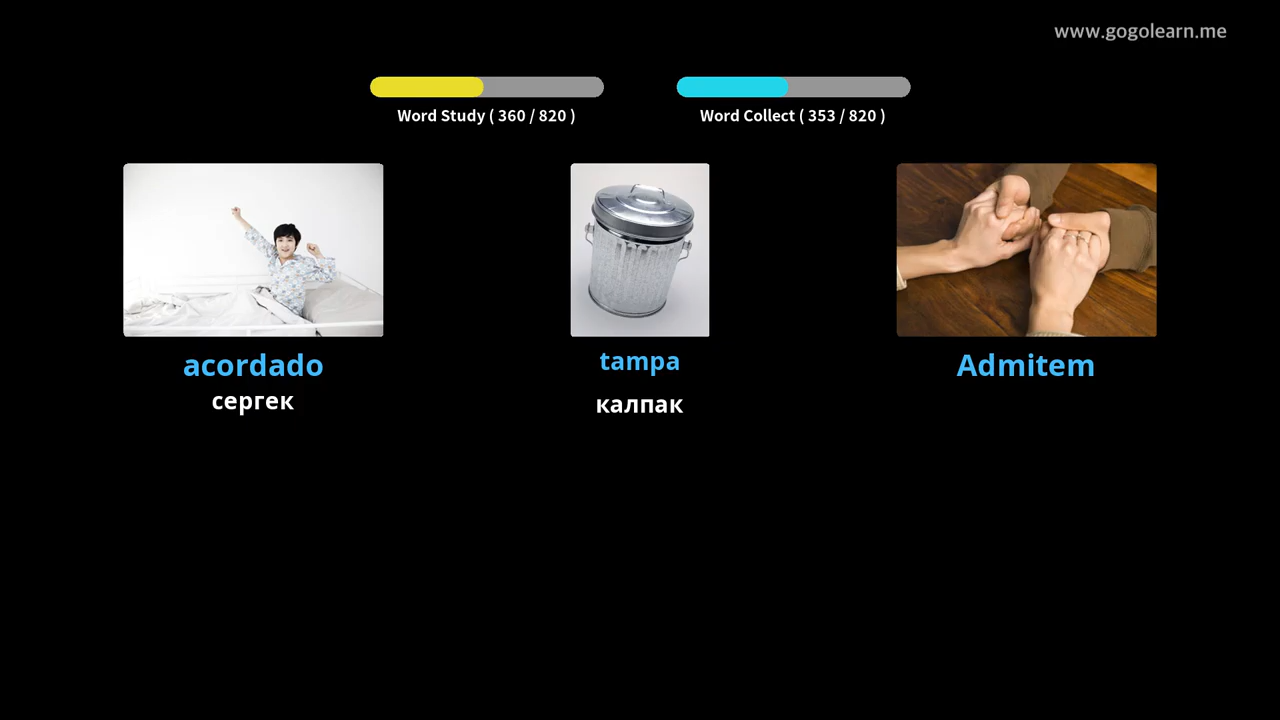 www.gogolearn.me
Word Study ( 360 / 820 )
Word Collect ( 353 / 820 )
acordado
сергек
tampa
калпак
Admitem